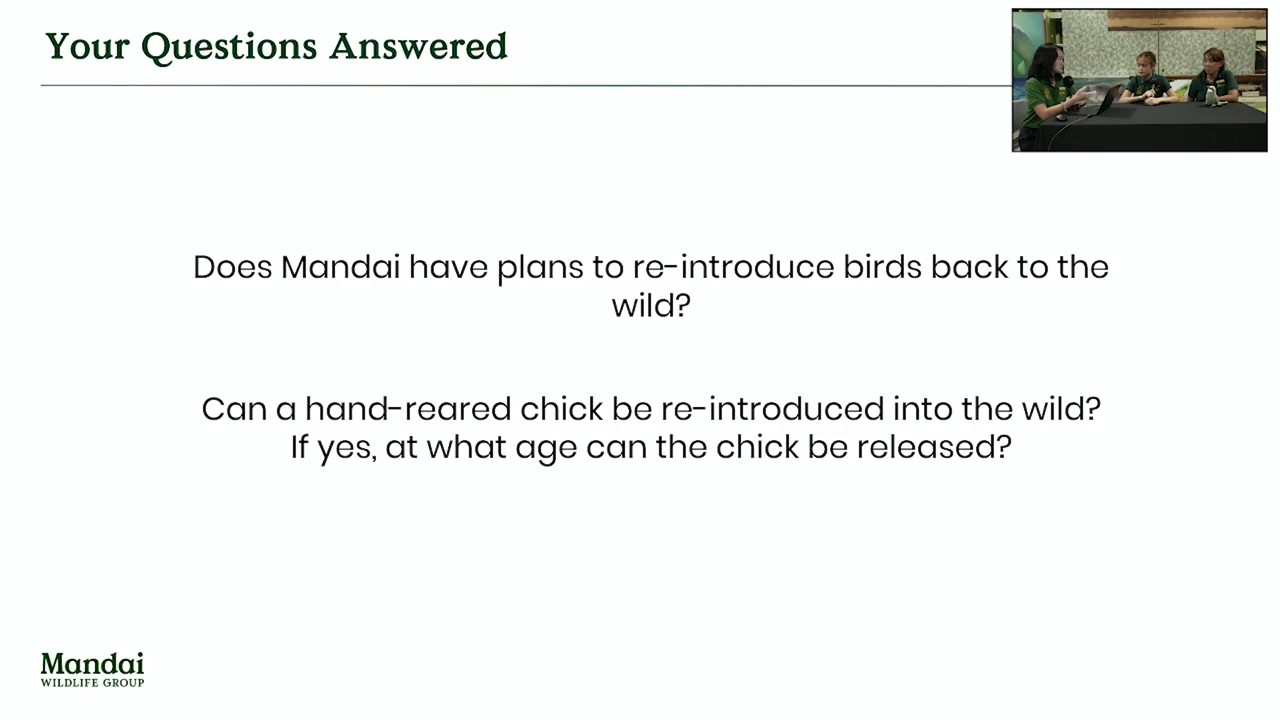 Your Questions Answered
Does Mandai have plans to re-introduce birds back to the
wild?
Can a hand-reared chick be re-introduced into the wild?
If yes, at what age can the chick be released?
Mandai
WILDLIFE GROUP